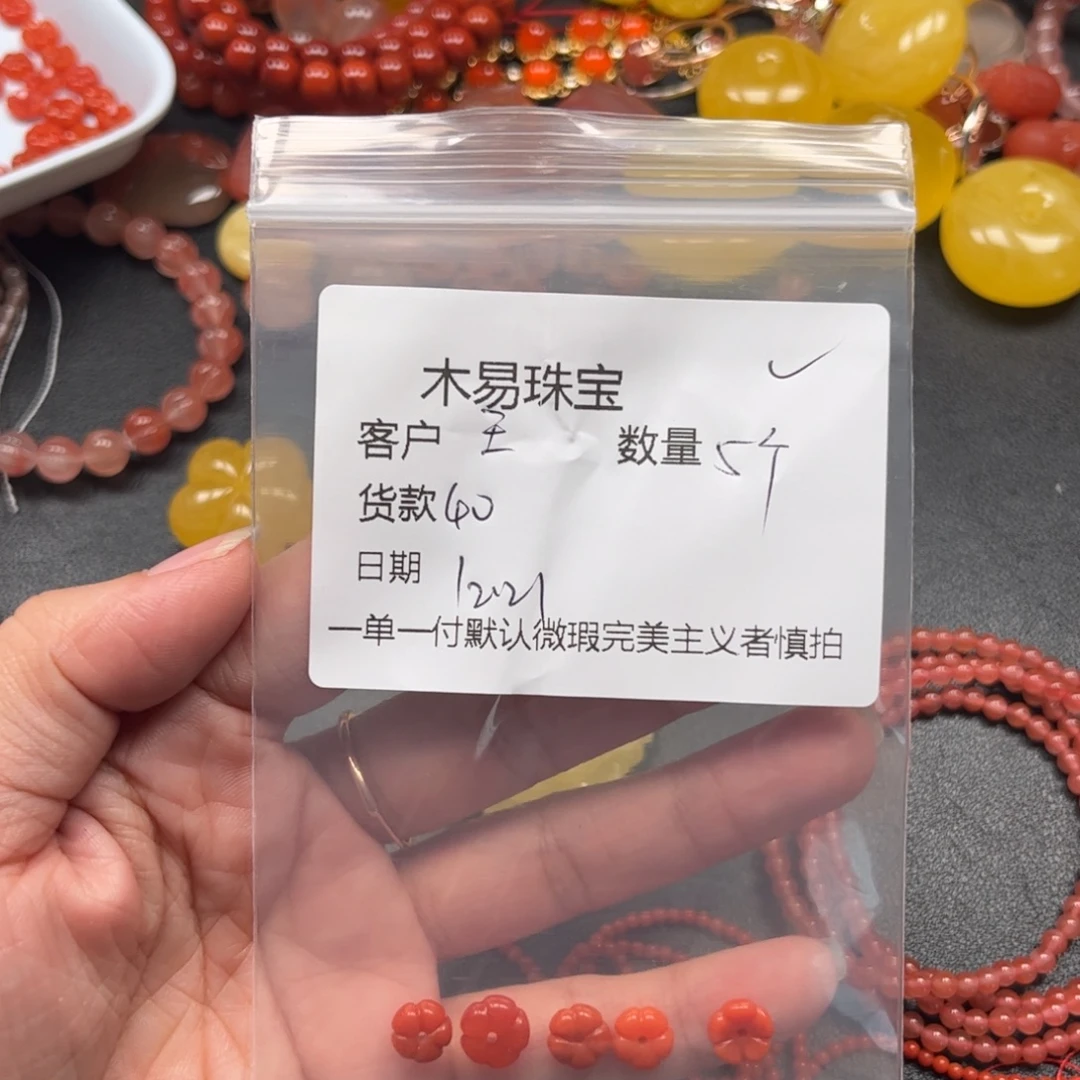 木易珠宝
客户 王 数量 5个
货款 40
日期 12.21
一单一付默认微瑕完美主义者慎拍